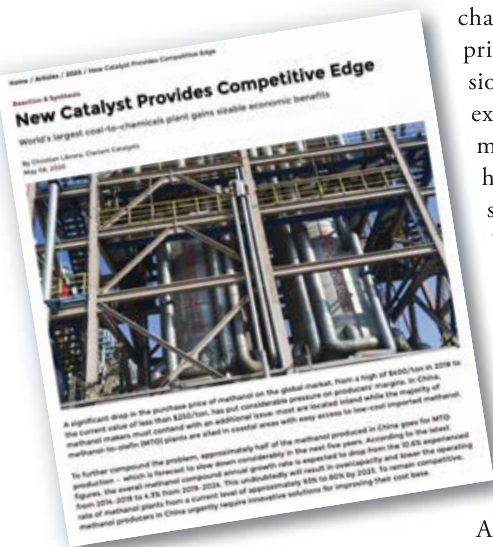 Home / Articles / 2020 / New Catalyst Provides Competitive Edge
Reaction & Synthesis
New Catalyst Provides Competitive Edge
World's largest coal-to-chemicals plant gains sizable economic benefits
By Christian Librera, Clariant Catalysts
May 08, 2020
A significant drop in the purchase price of methanol on the global market, from a high of $400/ton in 2018 to
the current value of less than $250/ton, has put considerable pressure on producers' margins. In China,
methanol makers must contend with an additional issue: most are located inland while the majority of
methanol-to-olefin (MTO) plants are sited in coastal areas with easy access to low-cost imported methanol.
To further compound the problem, approximately half of the methanol produced in China goes for MTO
production – which is forecast to slow down considerably in the next five years. According to the latest
figures, the overall methanol compound annual growth rate is expected to drop from the 10.6% experienced
from 2014-2019 to 4.3% from 2019-2024. This undoubtedly will result in overcapacity and lower the operating
rate of methanol plants from a current level of approximately 93% to 80% by 2023. To remain competitive,
methanol producers in China urgently require innovative solutions for improving their cost base.
cha
pri
sio
ex
m
h
s
A